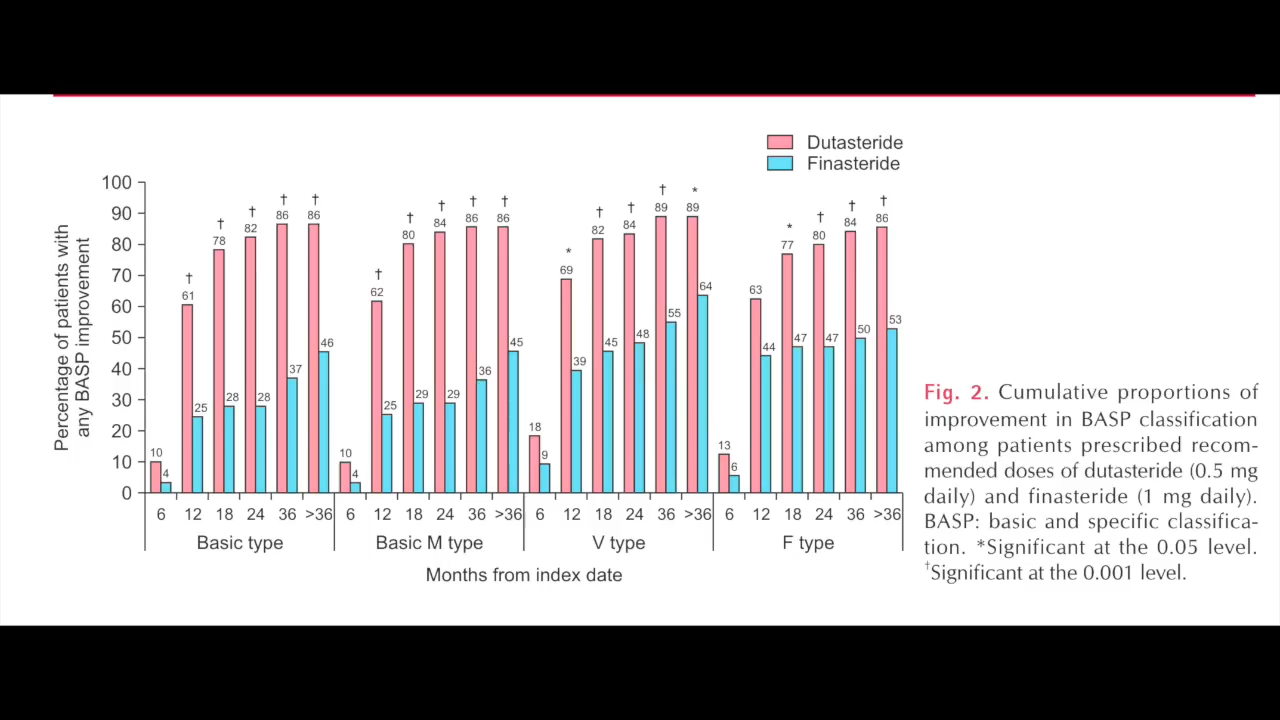 Dutasteride
Finasteride
Percentage of patients with
any BASP improvement
100
90
80
70
60
50
40
30
20
10
0
10 4 † 61 25 † 78 28 † 82 28 † 86 37 † 86 46
10 4 † 62 25 † 80 29 † 84 29 † 86 36 † 86 45
18 9 * 69 39 † 82 45 † 84 48 † 89 55 * 89 64
13 6 63 44 * 77 47 † 80 47 † 84 50 † 86 53
6 12 18 24 36 >36 6 12 18 24 36 >36 6 12 18 24 36 >36 6 12 18 24 36 >36
Basic type Basic M type V type F type
Months from index date
Fig. 2. Cumulative proportions of
improvement in BASP classification
among patients prescribed recom-
mended doses of dutasteride (0.5 mg
daily) and finasteride (1 mg daily).
BASP: basic and specific classifica-
tion. *Significant at the 0.05 level.
†Significant at the 0.001 level.